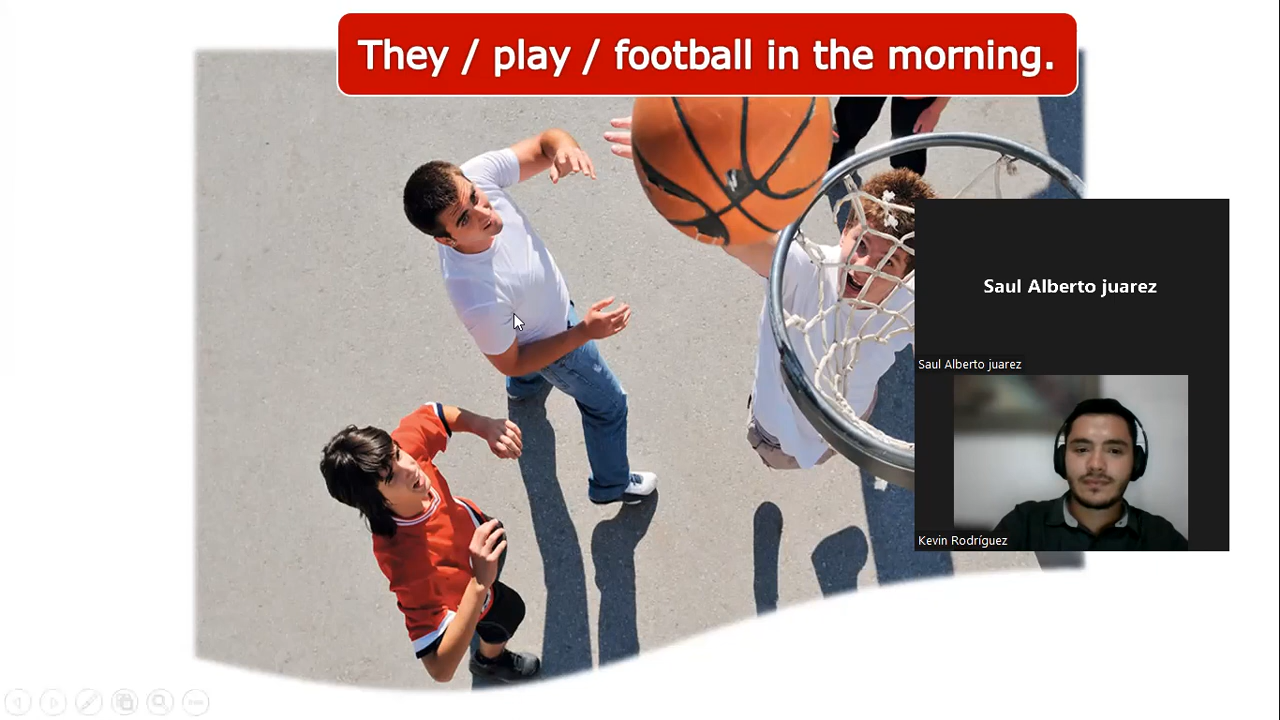 They / play / football in the morning.
Saul Alberto juarez
Saul Alberto juarez
Kevin Rodríguez